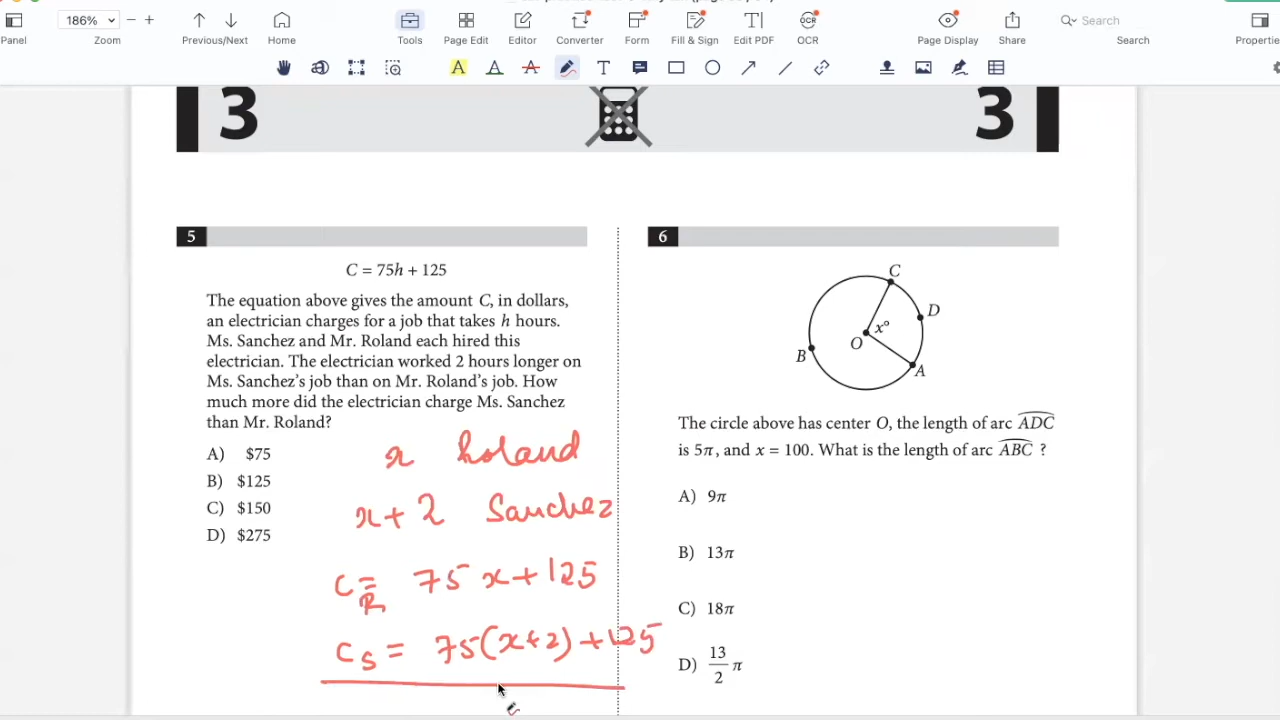 186%
Panel
Zoom
Previous/Next
Home
Tools
Page Edit
Editor
Converter
Form
Fill & Sign
Edit PDF
OCR
OCR
Page Display
Share
Search
Search
Propertie
3
3
5
C = 75h + 125
The equation above gives the amount C, in dollars,
an electrician charges for a job that takes h hours.
Ms. Sanchez and Mr. Roland each hired this
electrician. The electrician worked 2 hours longer on
Ms. Sanchez's job than on Mr. Roland's job. How
much more did the electrician charge Ms. Sanchez
than Mr. Roland?
A) $75
B) $125
C) $150
D) $275
x Roland
x+2 Sanchez
C_R = 75x+125
C_S = 75(x+2)+125
6
C
D
x°
O
B
A
The circle above has center O, the length of arc ADC
is 5π, and x = 100. What is the length of arc ABC ?
A) 9π
B) 13π
C) 18π
D) 13/2 π